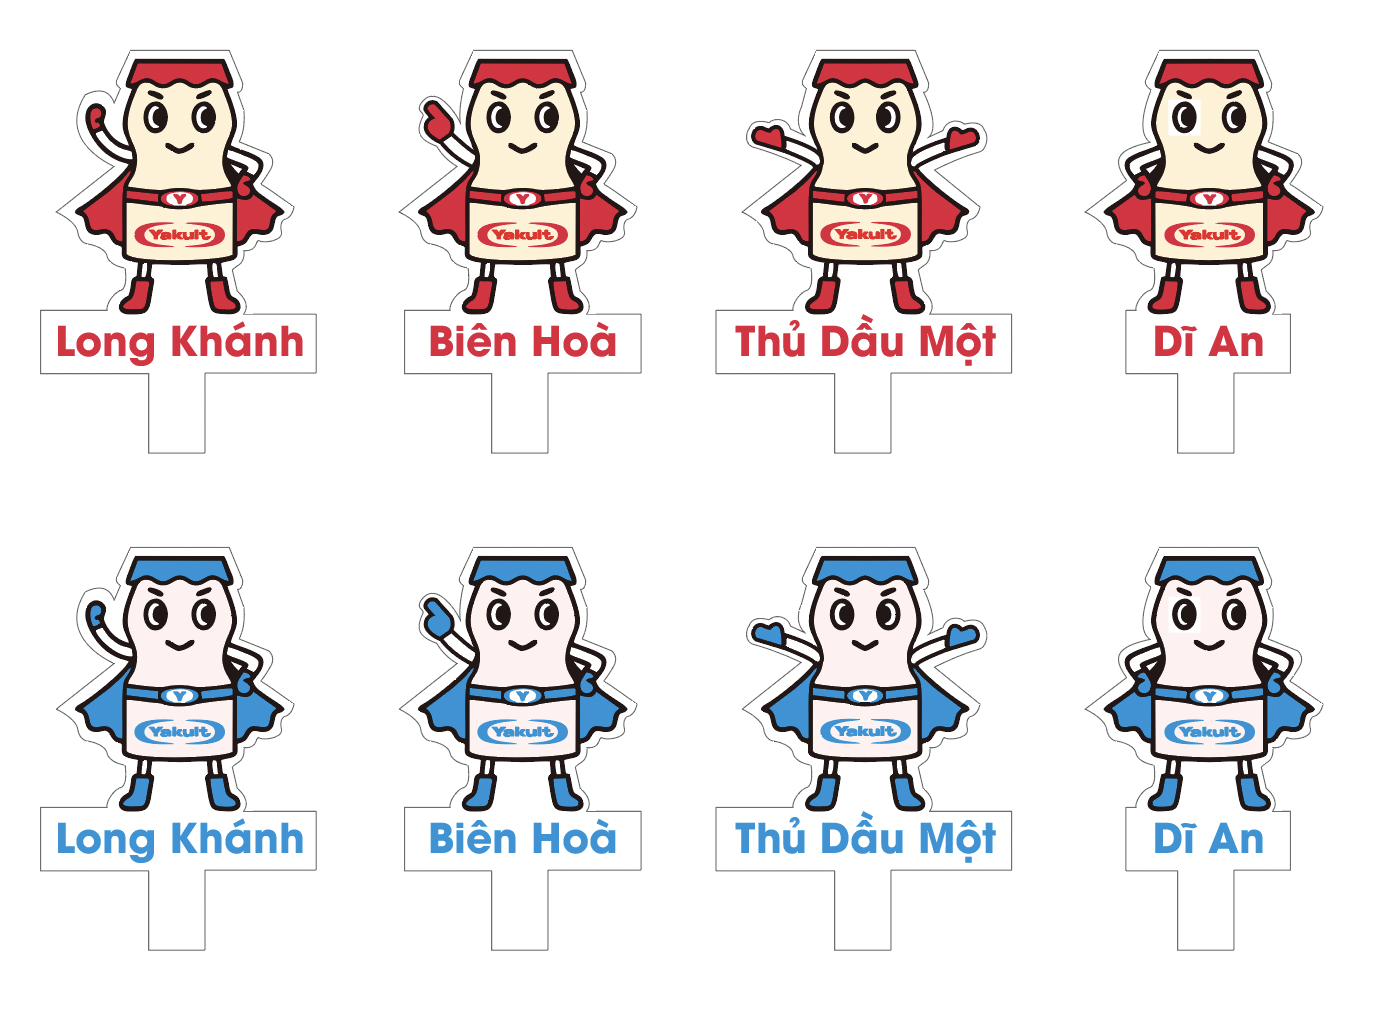 Y
Yakult
Long Khánh
Y
Yakult
Biên Hoà
Y
Yakult
Thủ Dầu Một
Y
Yakult
Dĩ An
Y
Yakult
Long Khánh
Y
Yakult
Biên Hoà
Y
Yakult
Thủ Dầu Một
Y
Yakult
Dĩ An